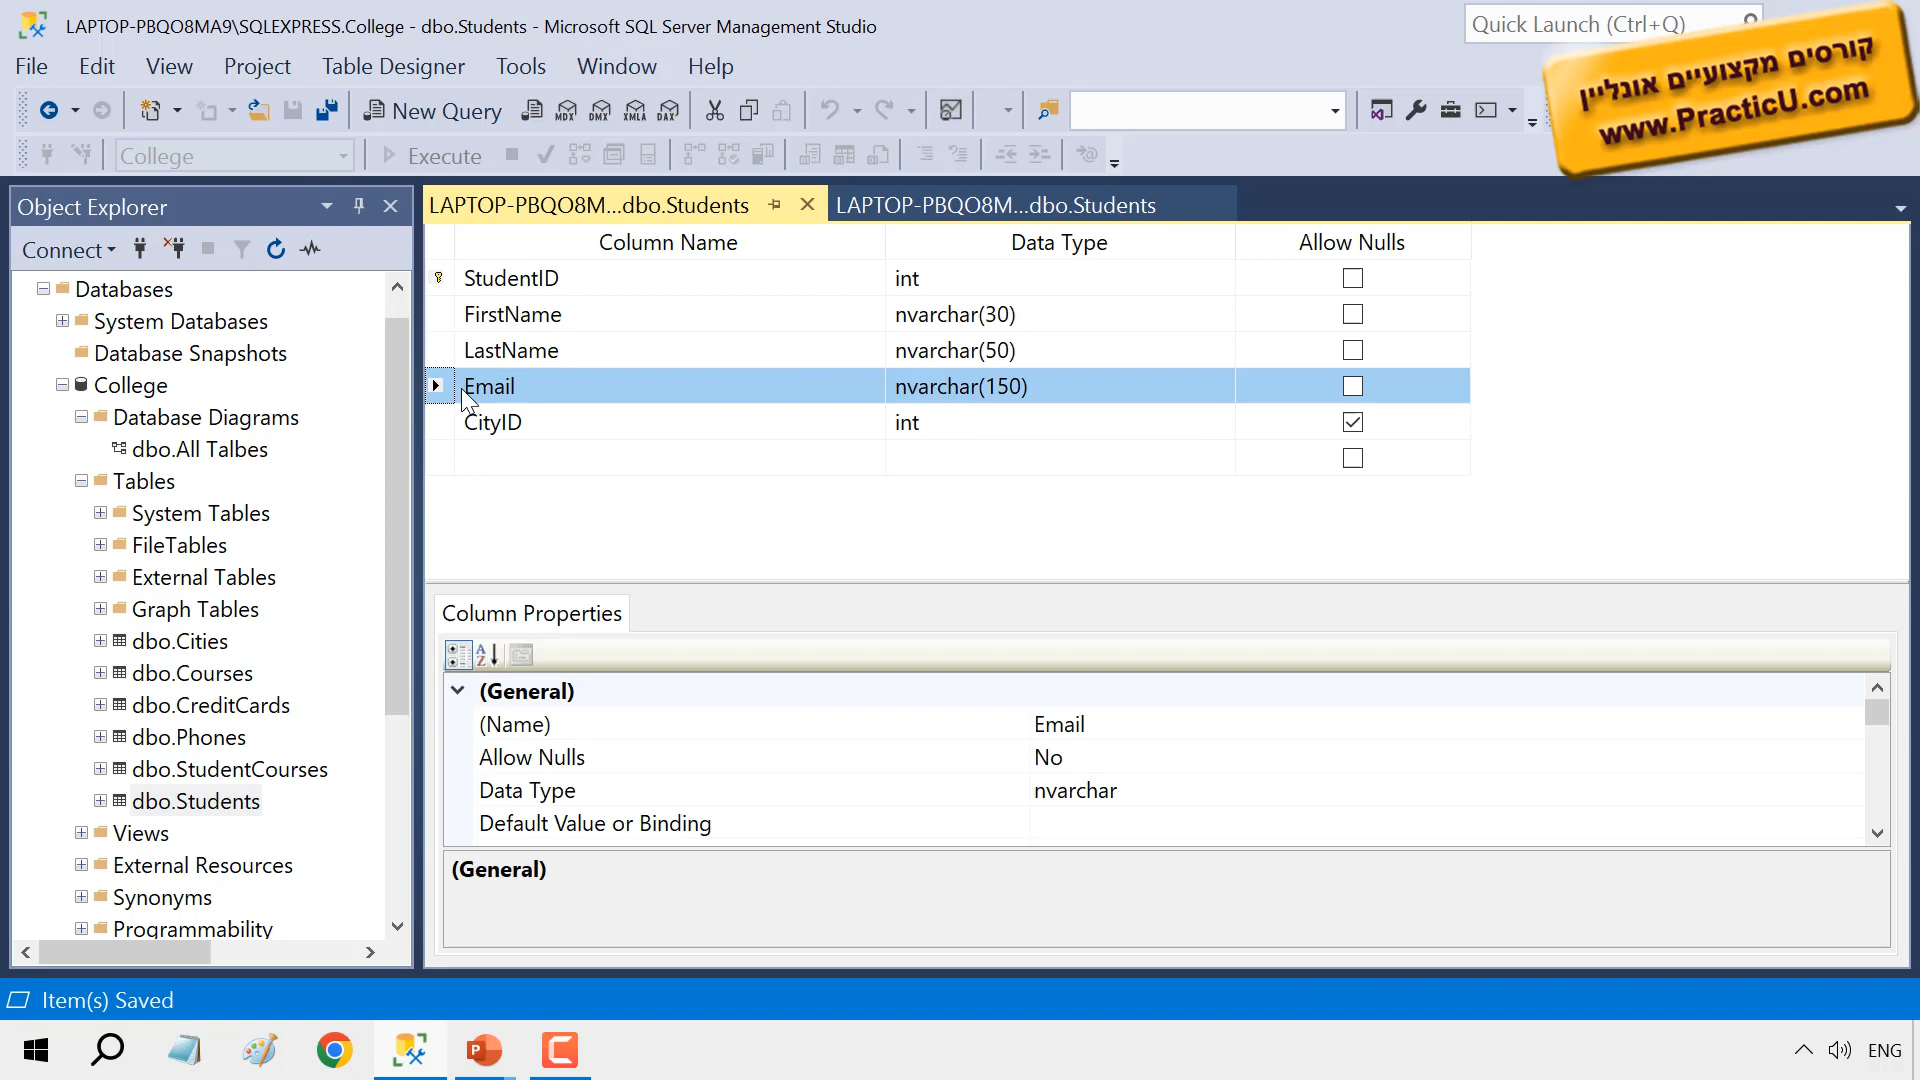 LAPTOP-PBQO8MA9\SQLEXPRESS.College - dbo.Students - Microsoft SQL Server Management Studio
Quick Launch (Ctrl+Q)
קורסים מקצועיים אונליין
www.PracticU.com
File Edit View Project Table Designer Tools Window Help
New Query MDX DMX XMLA DAX
College Execute
Object Explorer
LAPTOP-PBQO8M...dbo.Students
LAPTOP-PBQO8M...dbo.Students
Connect
Databases
System Databases
Database Snapshots
College
Database Diagrams
dbo.All Talbes
Tables
System Tables
FileTables
External Tables
Graph Tables
dbo.Cities
dbo.Courses
dbo.CreditCards
dbo.Phones
dbo.StudentCourses
dbo.Students
Views
External Resources
Synonyms
Programmability
Column Name Data Type Allow Nulls
StudentID int
FirstName nvarchar(30)
LastName nvarchar(50)
Email nvarchar(150)
CityID int
Column Properties
(General)
(Name) Email
Allow Nulls No
Data Type nvarchar
Default Value or Binding
(General)
Item(s) Saved
ENG